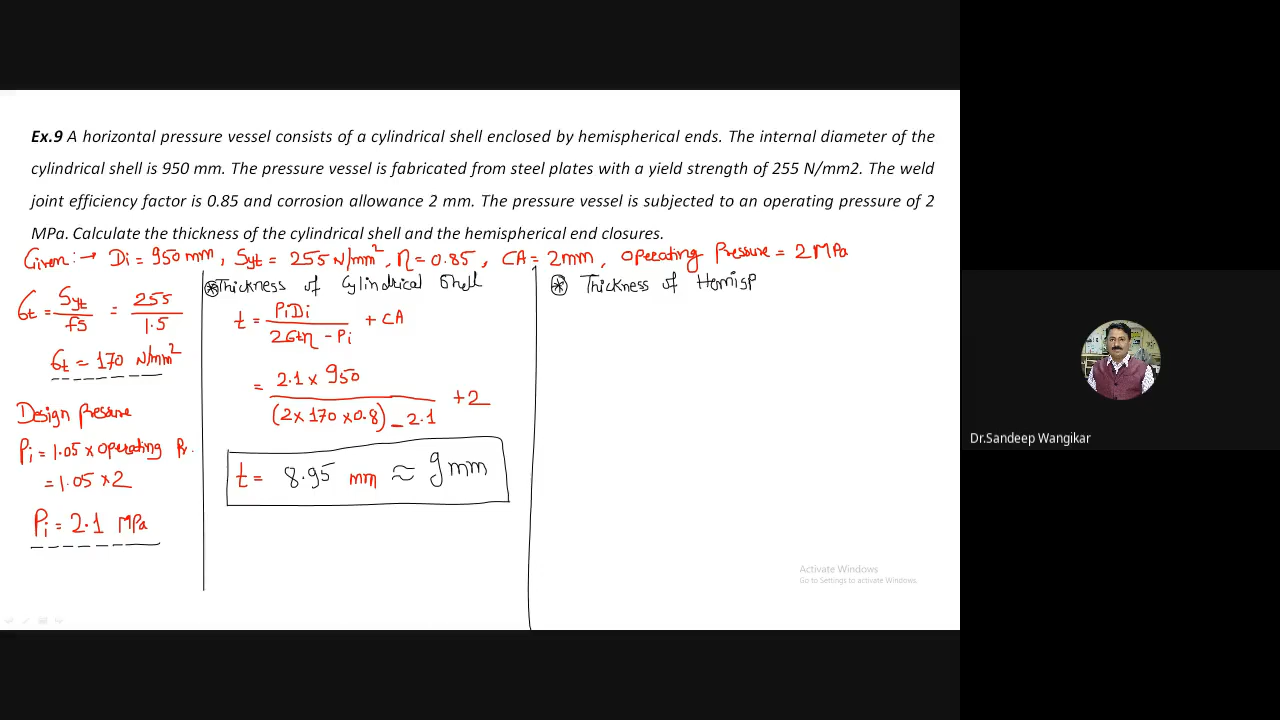 Ex.9 A horizontal pressure vessel consists of a cylindrical shell enclosed by hemispherical ends. The internal diameter of the
cylindrical shell is 950 mm. The pressure vessel is fabricated from steel plates with a yield strength of 255 N/mm2. The weld
joint efficiency factor is 0.85 and corrosion allowance 2 mm. The pressure vessel is subjected to an operating pressure of 2
MPa. Calculate the thickness of the cylindrical shell and the hemispherical end closures.
Given :→ Di = 950 mm, Syt = 255 N/mm², η = 0.85, CA = 2mm, Operating Pressure = 2 MPa
σt = Syt/fs = 255/1.5
σt = 170 N/mm²
Design Pressure
Pi = 1.05 × Operating Pr.
= 1.05 × 2
Pi = 2.1 MPa
* Thickness of Cylindrical Shell
t = PiDi / 2σtη - Pi + CA
= 2.1 × 950 / (2 × 170 × 0.8) - 2.1 + 2
t = 8.95 mm ≈ 9mm
* Thickness of Hemisp
Activate Windows
Go to Settings to activate Windows.
Dr.Sandeep Wangikar